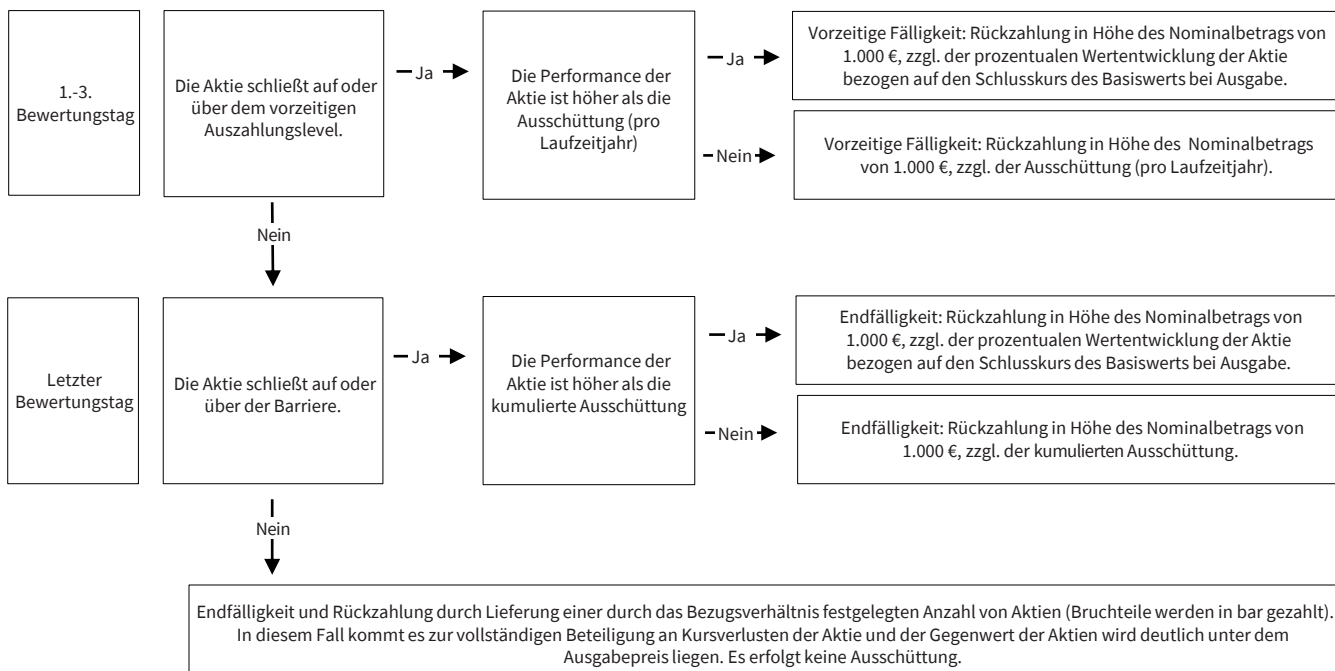 1.-3.
Bewertungstag
Die Aktie schließt auf oder
über dem vorzeitigen
Auszahlungslevel.
Ja
Die Performance der
Aktie ist höher als die
Ausschüttung (pro
Laufzeitjahr)
Ja
Vorzeitige Fälligkeit: Rückzahlung in Höhe des Nominalbetrags von
1.000 €, zzgl. der prozentualen Wertentwicklung der Aktie
bezogen auf den Schlusskurs des Basiswerts bei Ausgabe.
Nein
Vorzeitige Fälligkeit: Rückzahlung in Höhe des Nominalbetrags
von 1.000 €, zzgl. der Ausschüttung (pro Laufzeitjahr).
Nein
Letzter
Bewertungstag
Die Aktie schließt auf oder
über der Barriere.
Ja
Die Performance der
Aktie ist höher als die
kumulierte Ausschüttung
Ja
Endfälligkeit: Rückzahlung in Höhe des Nominalbetrags von
1.000 €, zzgl. der prozentualen Wertentwicklung der Aktie
bezogen auf den Schlusskurs des Basiswerts bei Ausgabe.
Nein
Endfälligkeit: Rückzahlung in Höhe des Nominalbetrags von
1.000 €, zzgl. der kumulierten Ausschüttung.
Nein
Endfälligkeit und Rückzahlung durch Lieferung einer durch das Bezugsverhältnis festgelegten Anzahl von Aktien (Bruchteile werden in bar gezahlt).
In diesem Fall kommt es zur vollständigen Beteiligung an Kursverlusten der Aktie und der Gegenwert der Aktien wird deutlich unter dem
Ausgabepreis liegen. Es erfolgt keine Ausschüttung.